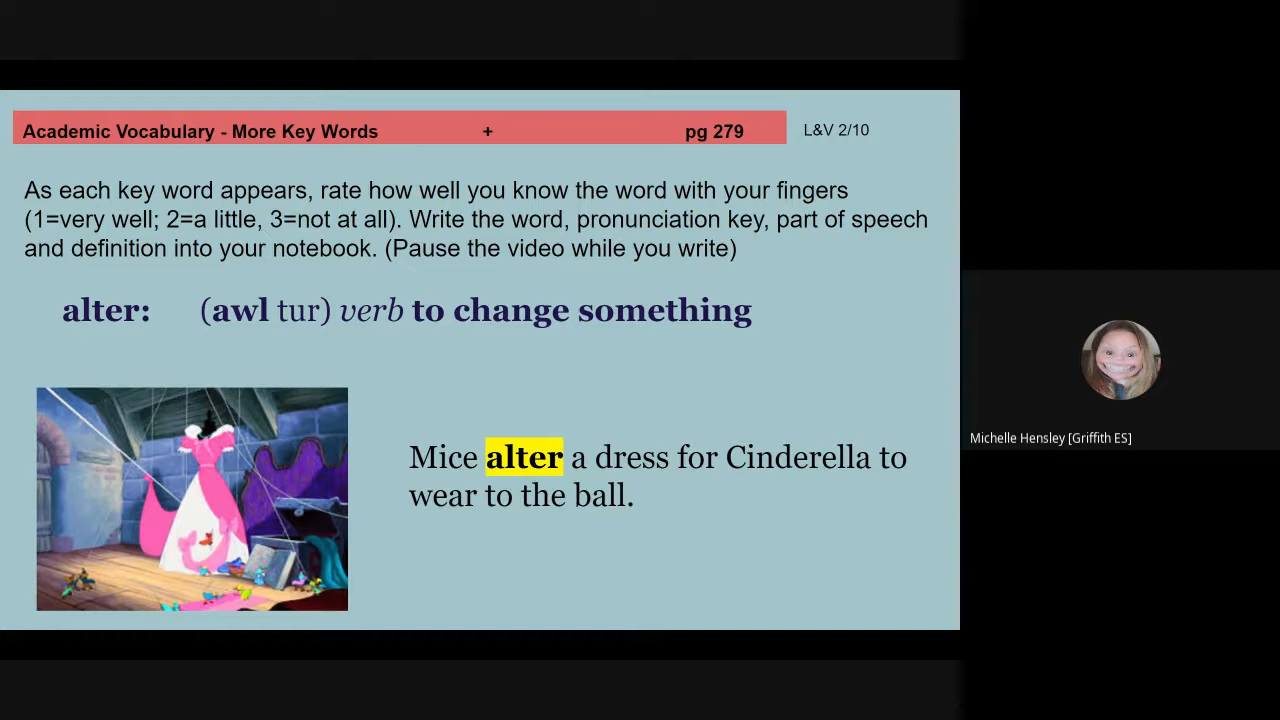 Academic Vocabulary - More Key Words + pg 279
L&V 2/10
As each key word appears, rate how well you know the word with your fingers
(1=very well; 2=a little, 3=not at all). Write the word, pronunciation key, part of speech
and definition into your notebook. (Pause the video while you write)
alter: (awl tur) verb to change something
Mice alter a dress for Cinderella to
wear to the ball.
Michelle Hensley [Griffith ES]